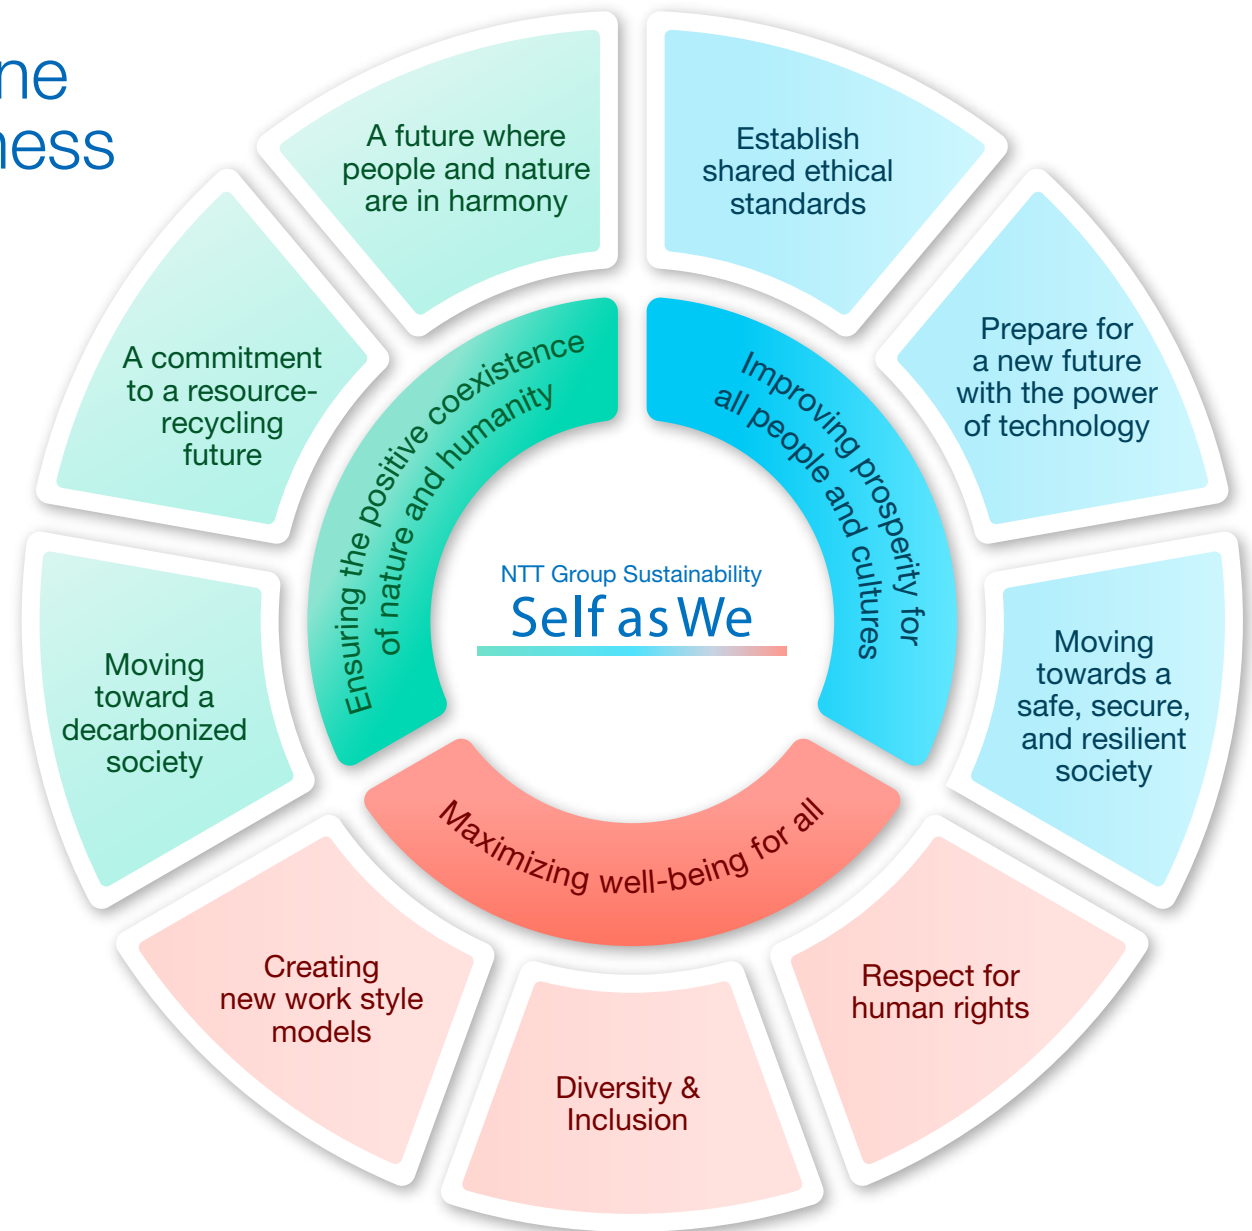 ne
ness
A future where
people and nature
are in harmony
Establish
shared ethical
standards
Prepare for
a new future
with the power
of technology
Moving
towards a
safe, secure,
and resilient
society
Respect for
human rights
Diversity &
Inclusion
Creating
new work style
models
Moving
toward a
decarbonized
society
A commitment
to a resource-
recycling
future
Ensuring the positive coexistence
of nature and humanity
Improving prosperity for
all people and cultures
Maximizing well-being for all
NTT Group Sustainability
Self as We